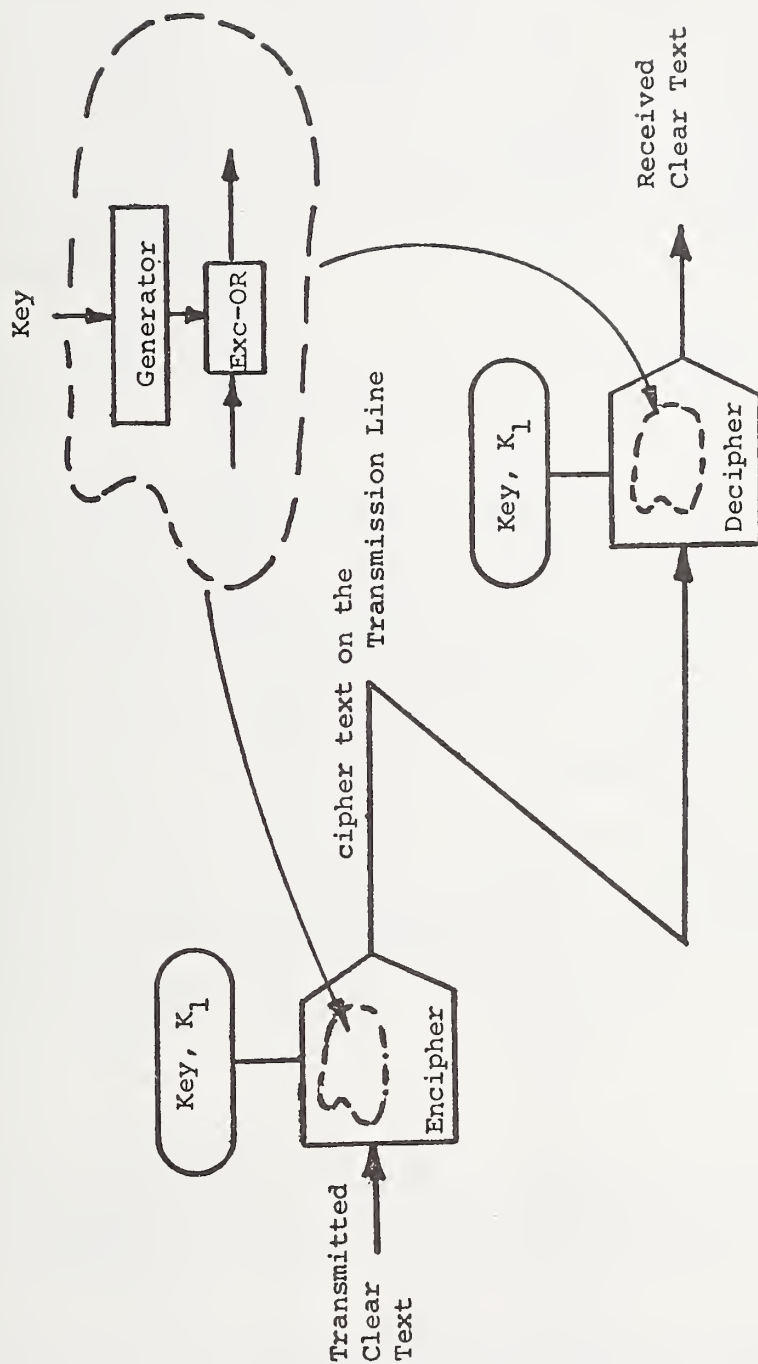 Key
Generator
Exc-OR
Key, K1
Transmitted
Clear
Text
Encipher
cipher text on the
Transmission Line
Key, K1
Decipher
Received
Clear Text